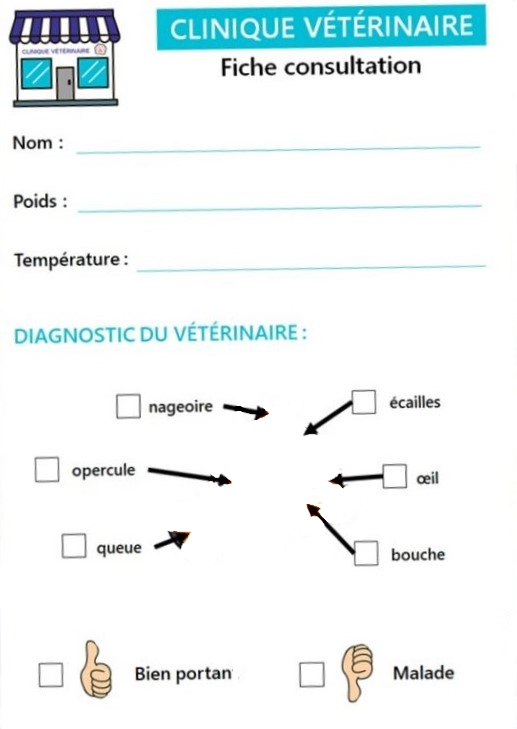 CLINIQUE VÉTÉRINAIRE
CLINIQUE VÉTÉRINAIRE
Fiche consultation
Nom :
Poids :
Température :
DIAGNOSTIC DU VÉTÉRINAIRE :
nageoire
écailles
opercule
œil
queue
bouche
Bien portan
Malade